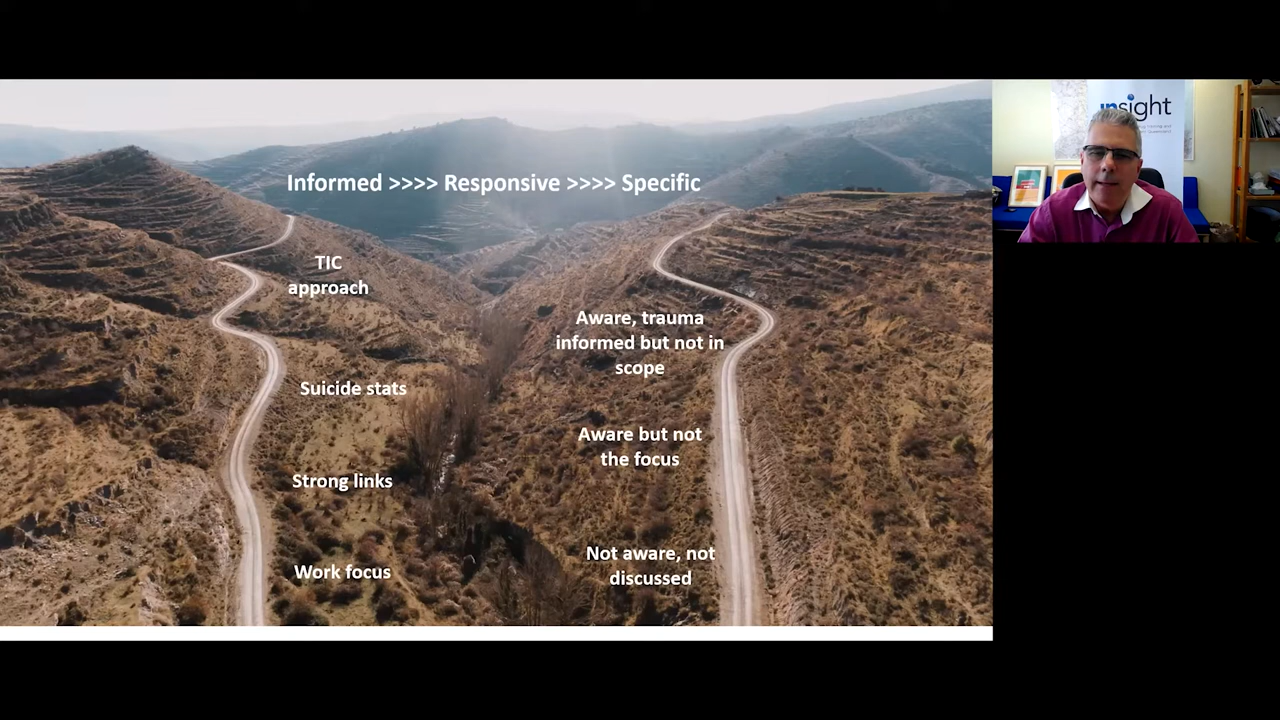 Informed >>>> Responsive >>>> Specific
TIC
approach
Suicide stats
Strong links
Work focus
Aware, trauma
informed but not in
scope
Aware but not
the focus
Not aware, not
discussed
insight